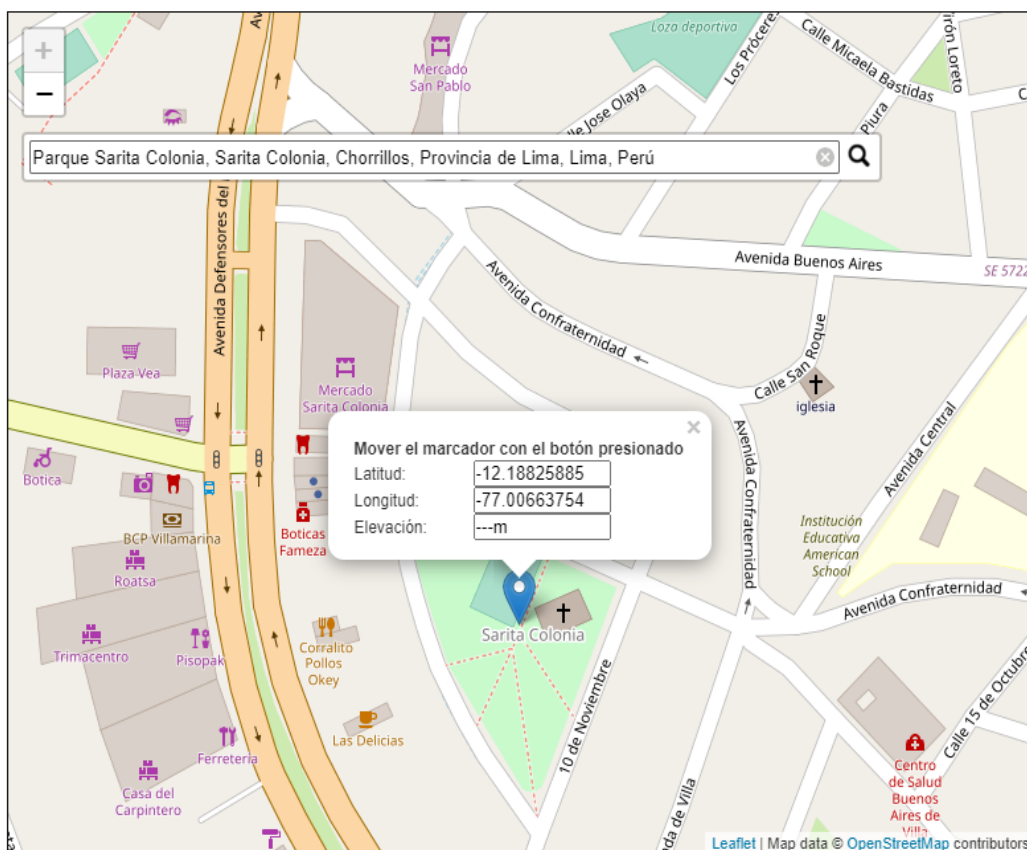 Loza deportiva
Calle Micaela Bastidas
Jirón Loreto
Mercado
San Pablo
Los Próceres
Calle Jose Olaya
Piura
+
−
Parque Sarita Colonia, Sarita Colonia, Chorrillos, Provincia de Lima, Lima, Perú
Avenida Defensores del
Avenida Buenos Aires
SE 5722
Avenida Confraternidad
Calle San Roque
iglesia
Plaza Vea
Mercado
Sarita Colonia
Avenida Central
Avenida Confraternidad
Mover el marcador con el botón presionado
Latitud: -12.18825885
Longitud: -77.00663754
Elevación: ---m
Botica
BCP Villamarina
Boticas
Fameza
Institución
Educativa
American
School
Roatsa
Avenida Confraternidad
Sarita Colonia
Trimacentro
Pisopak
Corralito
Pollos
Okey
10 de Noviembre
Calle 15 de Octubre
Las Delicias
Ferretería
Casa del
Carpintero
Centro
de Salud
Buenos
Aires de
Villa
da de Villa
Leaflet | Map data © OpenStreetMap contributors